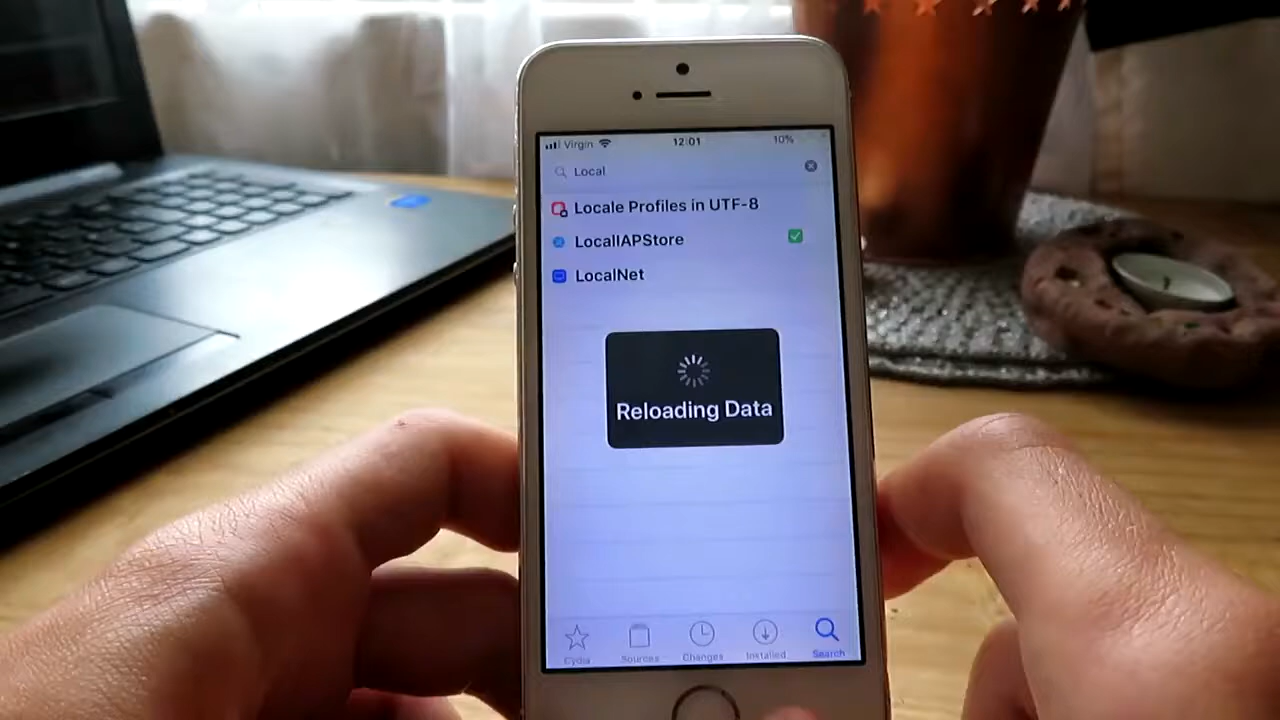 Virgin 12:01 10%
Local
Locale Profiles in UTF-8
LocalIAPStore
LocalNet
Reloading Data
Cydia Sources Changes Installed Search